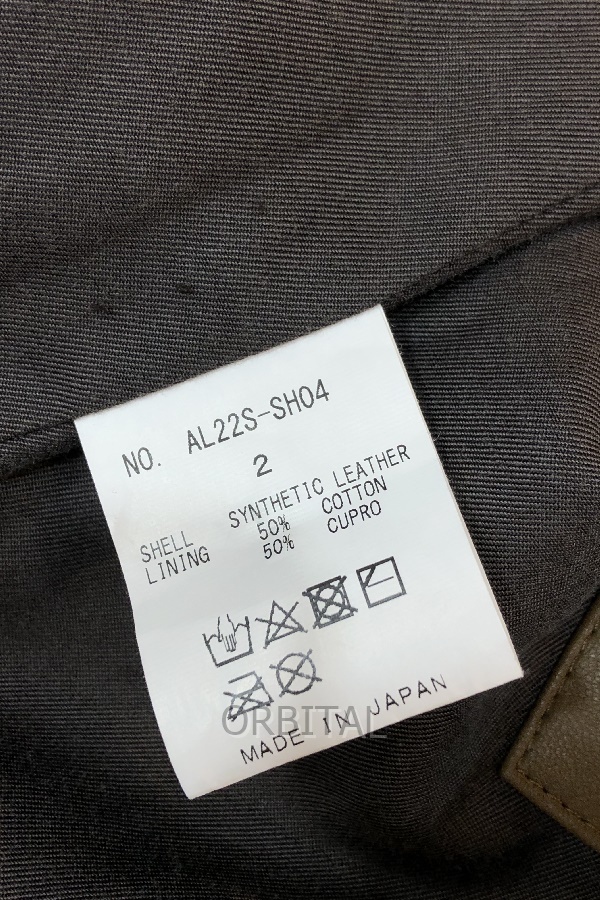 NO. AL22S-SH04
2
SHELL SYNTHETIC LEATHER
LINING 50% COTTON
50% CUPRO
ORBITAL
MADE IN JAPAN